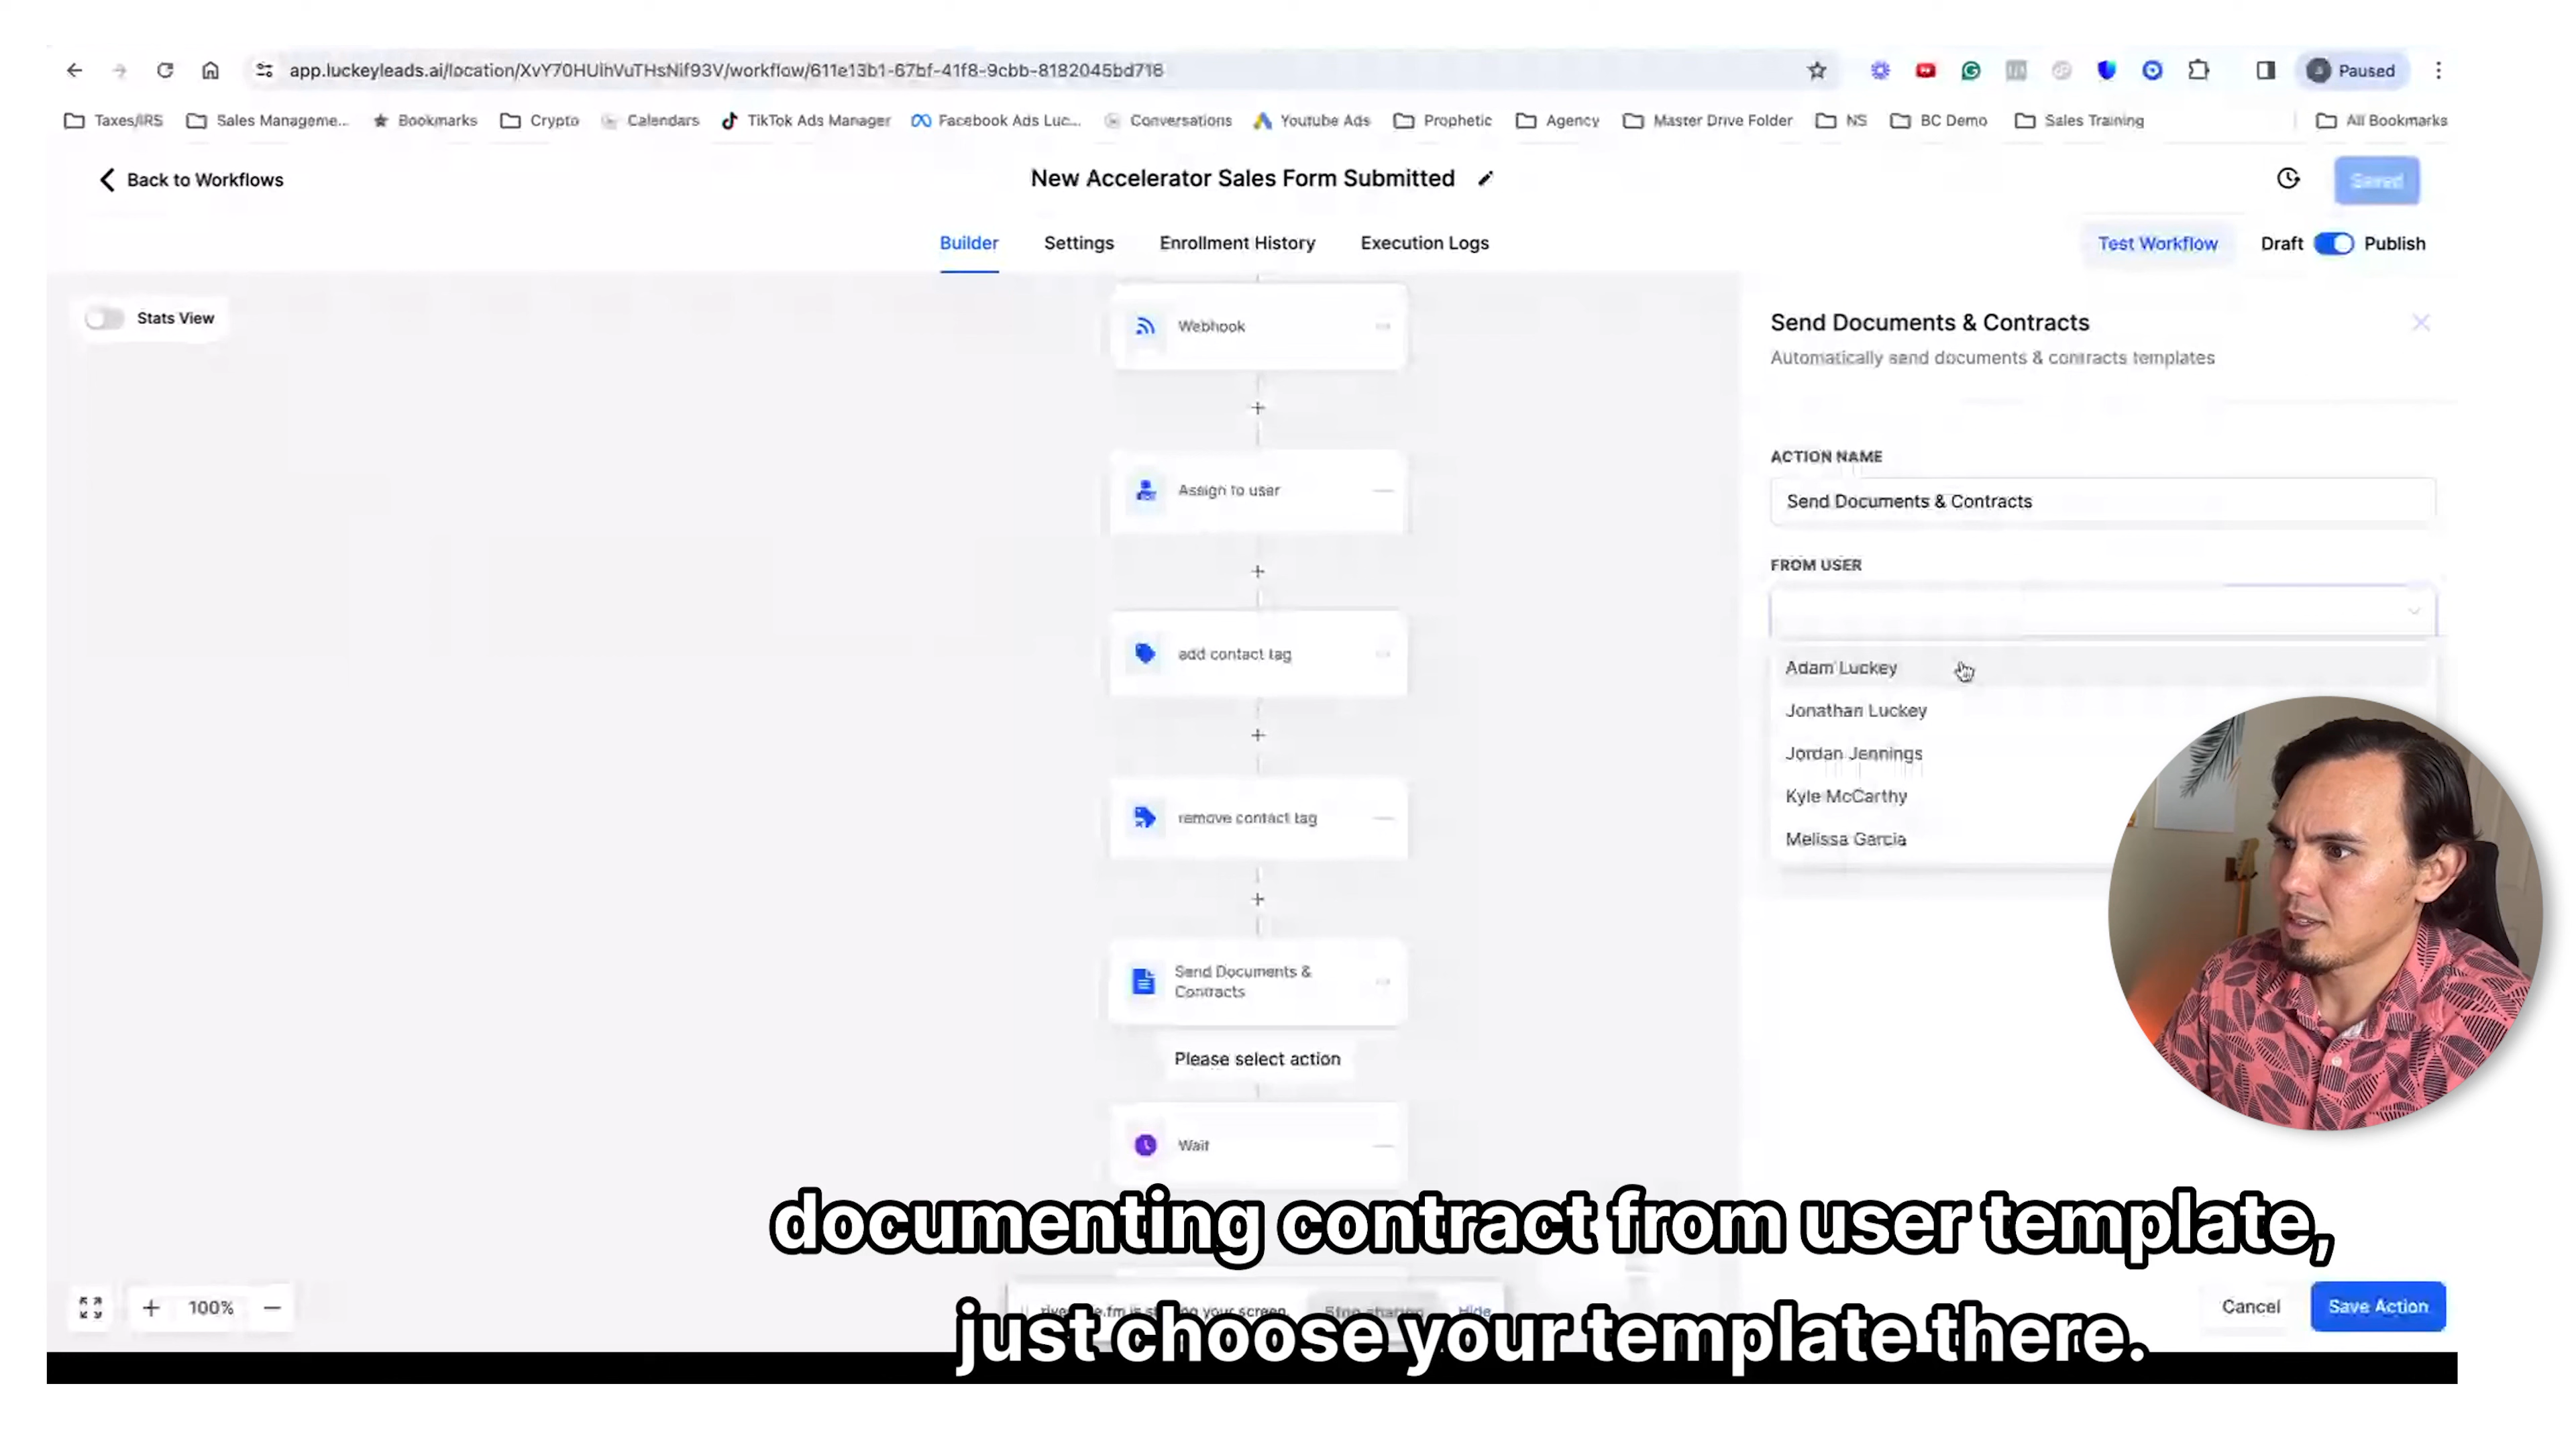 app.luckeyleads.ai/location/XvY70HUlhVuTHsNif93V/workflow/611e13b1-67bf-41f8-9cbb-8182045bd718
Paused
Taxes/IRS
Sales Manageme...
Bookmarks
Crypto
Calendars
TikTok Ads Manager
Facebook Ads Luc...
Conversations
Youtube Ads
Prophetic
Agency
Master Drive Folder
NS
BC Demo
Sales Training
All Bookmarks
Back to Workflows
New Accelerator Sales Form Submitted
Saved
Builder
Settings
Enrollment History
Execution Logs
Test Workflow
Draft
Publish
Stats View
Webhook
Assign to user
add contact tag
remove contact tag
Send Documents &
Contracts
Please select action
Wait
Send Documents & Contracts
Automatically send documents & contracts templates
ACTION NAME
Send Documents & Contracts
FROM USER
Adam Luckey
Jonathan Luckey
Jordan Jennings
Kyle McCarthy
Melissa Garcia
documenting contract from user template,
just choose your template there.
100%
your screen.
Stop sharing
Hide
Cancel
Save Action